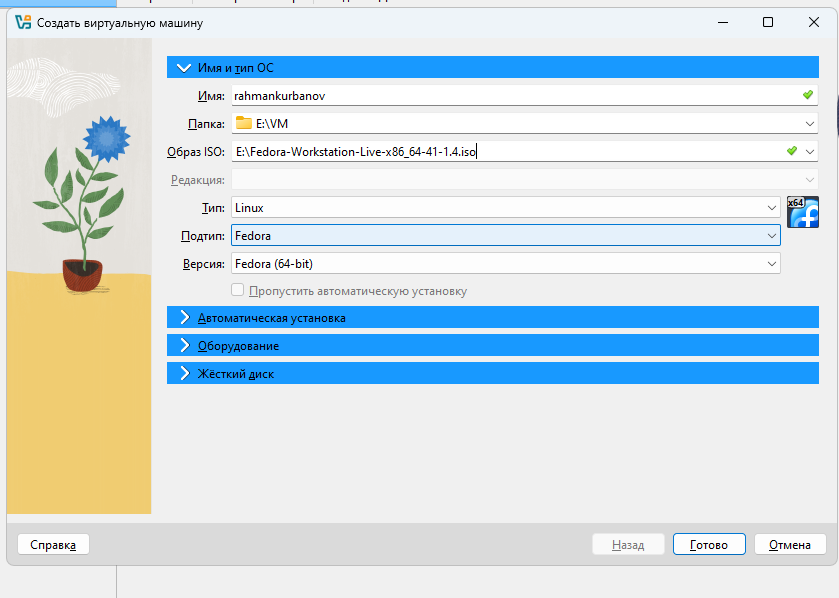 Создать виртуальную машину
Имя и тип ОС
Имя: rahmankurbanov
Папка: E:\VM
Образ ISO: E:\Fedora-Workstation-Live-x86_64-41-1.4.iso
Редакция:
Тип: Linux
x64
Подтип: Fedora
Версия: Fedora (64-bit)
Пропустить автоматическую установку
Автоматическая установка
Оборудование
Жёсткий диск
Справка Назад Готово Отмена